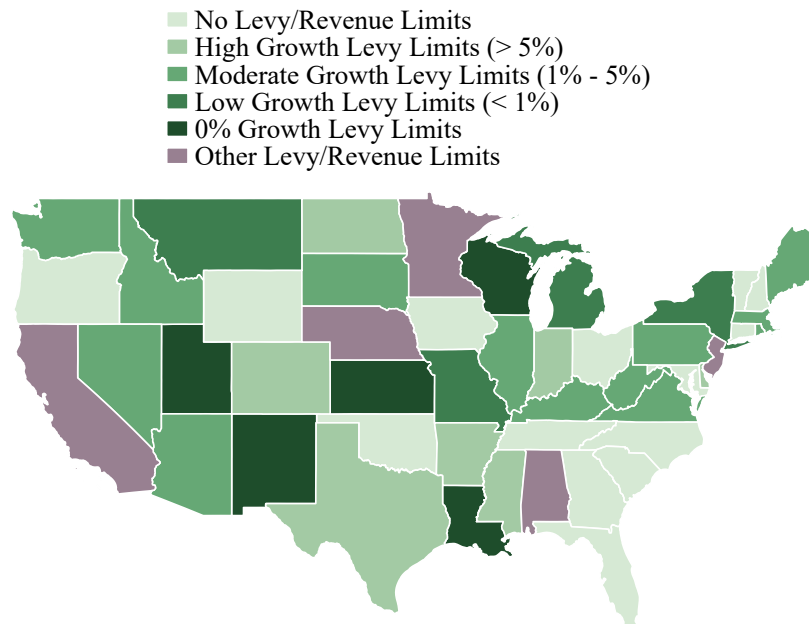 No Levy/Revenue Limits
High Growth Levy Limits (> 5%)
Moderate Growth Levy Limits (1% - 5%)
Low Growth Levy Limits (< 1%)
0% Growth Levy Limits
Other Levy/Revenue Limits